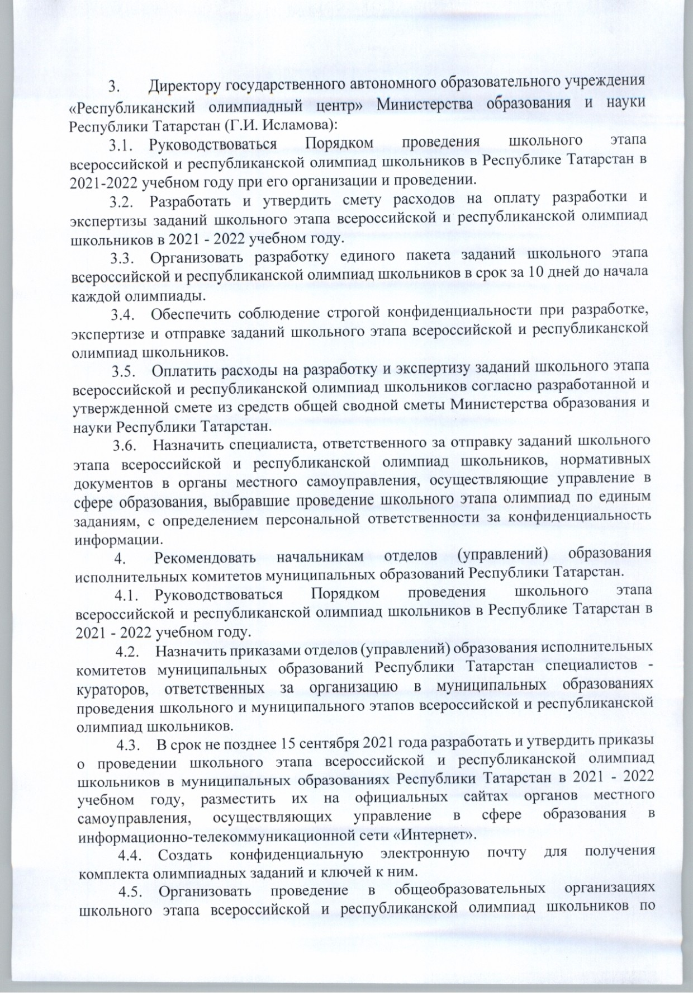 3. Директору государственного автономного образовательного учреждения
«Республиканский олимпиадный центр» Министерства образования и науки
Республики Татарстан (Г.И. Исламова):
3.1. Руководствоваться Порядком проведения школьного этапа
всероссийской и республиканской олимпиад школьников в Республике Татарстан в
2021-2022 учебном году при его организации и проведении.
3.2. Разработать и утвердить смету расходов на оплату разработки и
экспертизы заданий школьного этапа всероссийской и республиканской олимпиад
школьников в 2021 - 2022 учебном году.
3.3. Организовать разработку единого пакета заданий школьного этапа
всероссийской и республиканской олимпиад школьников в срок за 10 дней до начала
каждой олимпиады.
3.4. Обеспечить соблюдение строгой конфиденциальности при разработке,
экспертизе и отправке заданий школьного этапа всероссийской и республиканской
олимпиад школьников.
3.5. Оплатить расходы на разработку и экспертизу заданий школьного этапа
всероссийской и республиканской олимпиад школьников согласно разработанной и
утвержденной смете из средств общей сводной сметы Министерства образования и
науки Республики Татарстан.
3.6. Назначить специалиста, ответственного за отправку заданий школьного
этапа всероссийской и республиканской олимпиад школьников, нормативных
документов в органы местного самоуправления, осуществляющие управление в
сфере образования, выбравшие проведение школьного этапа олимпиад по единым
заданиям, с определением персональной ответственности за конфиденциальность
информации.
4. Рекомендовать начальникам отделов (управлений) образования
исполнительных комитетов муниципальных образований Республики Татарстан.
4.1. Руководствоваться Порядком проведения школьного этапа
всероссийской и республиканской олимпиад школьников в Республике Татарстан в
2021 - 2022 учебном году.
4.2. Назначить приказами отделов (управлений) образования исполнительных
комитетов муниципальных образований Республики Татарстан специалистов -
кураторов, ответственных за организацию в муниципальных образованиях
проведения школьного и муниципального этапов всероссийской и республиканской
олимпиад школьников.
4.3. В срок не позднее 15 сентября 2021 года разработать и утвердить приказы
о проведении школьного этапа всероссийской и республиканской олимпиад
школьников в муниципальных образованиях Республики Татарстан в 2021 - 2022
учебном году, разместить их на официальных сайтах органов местного
самоуправления, осуществляющих управление в сфере образования в
информационно-телекоммуникационной сети «Интернет».
4.4. Создать конфиденциальную электронную почту для получения
комплекта олимпиадных заданий и ключей к ним.
4.5. Организовать проведение в общеобразовательных организациях
школьного этапа всероссийской и республиканской олимпиад школьников по